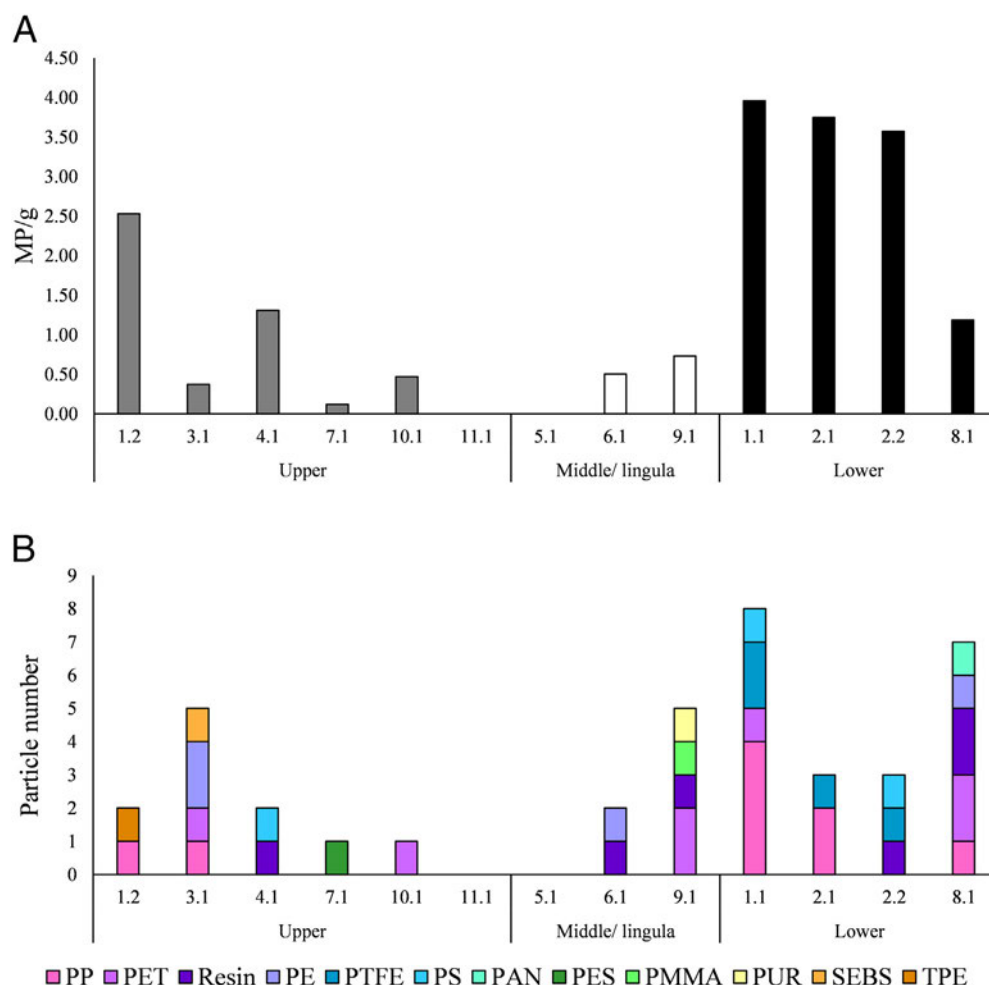 A
MP/g
4.50
4.00
3.50
3.00
2.50
2.00
1.50
1.00
0.50
0.00
1.2 3.1 4.1 7.1 10.1 11.1 5.1 6.1 9.1 1.1 2.1 2.2 8.1
Upper Middle/ lingula Lower
B
Particle number
9
8
7
6
5
4
3
2
1
0
1.2 3.1 4.1 7.1 10.1 11.1 5.1 6.1 9.1 1.1 2.1 2.2 8.1
Upper Middle/ lingula Lower
PP PET Resin PE PTFE PS PAN PES PMMA PUR SEBS TPE